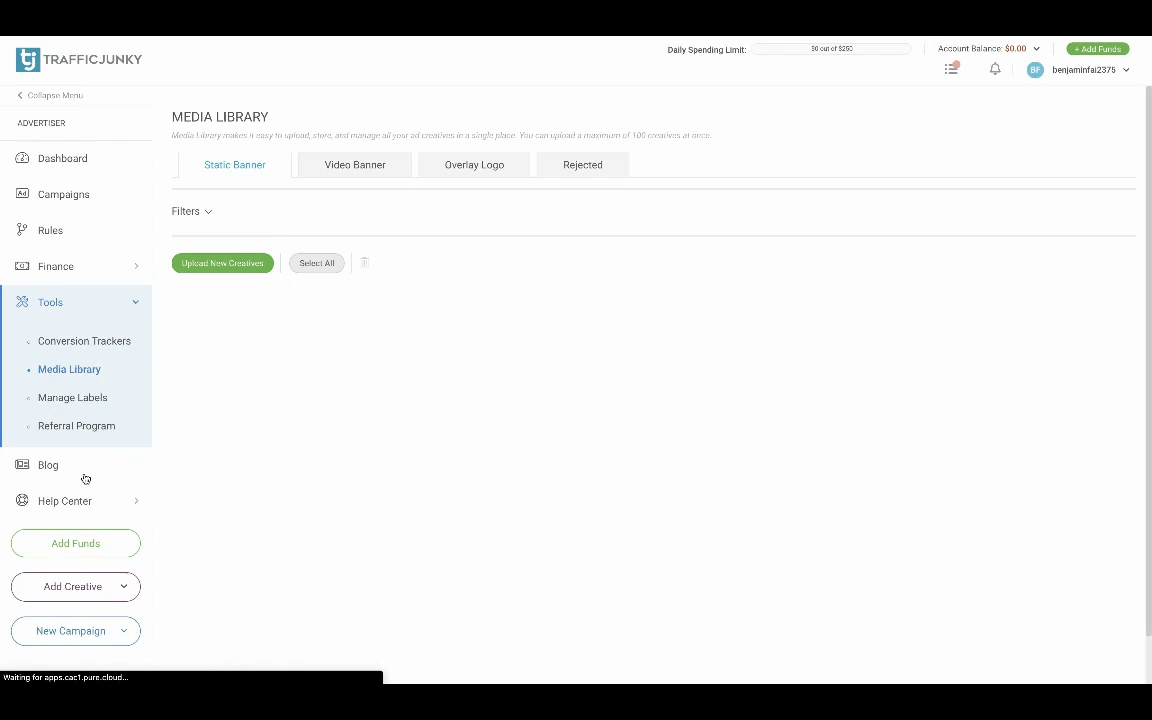 tj TRAFFICJUNKY
Daily Spending Limit: $0 out of $250 Account Balance: $0.00 + Add Funds
BF benjaminfai2375
Collapse Menu
ADVERTISER
Dashboard
Campaigns
Rules
Finance
Tools
Conversion Trackers
Media Library
Manage Labels
Referral Program
Blog
Help Center
Add Funds
Add Creative
New Campaign
MEDIA LIBRARY
Media Library makes it easy to upload, store, and manage all your ad creatives in a single place. You can upload a maximum of 100 creatives at once.
Static Banner Video Banner Overlay Logo Rejected
Filters
Upload New Creatives Select All
Waiting for apps.cac1.pure.cloud...